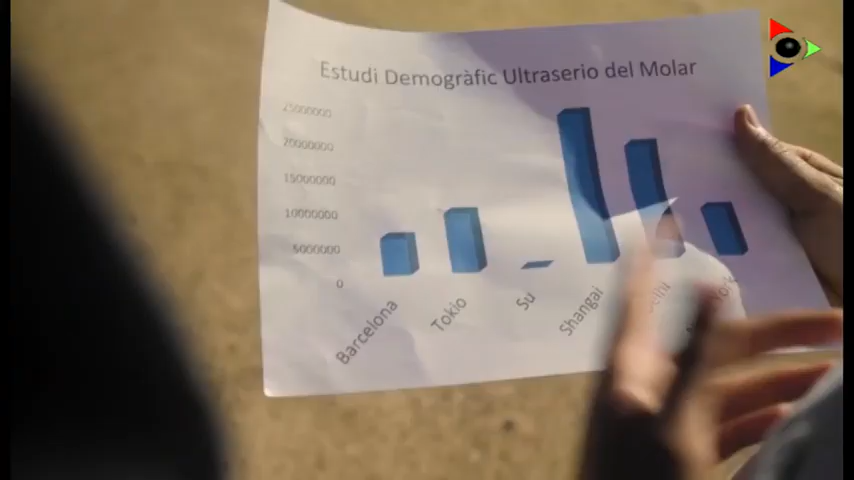 Estudi Demogràfic Ultraserio del Molar
25000000
20000000
15000000
10000000
5000000
0
Barcelona
Tokio
Su
Shangai